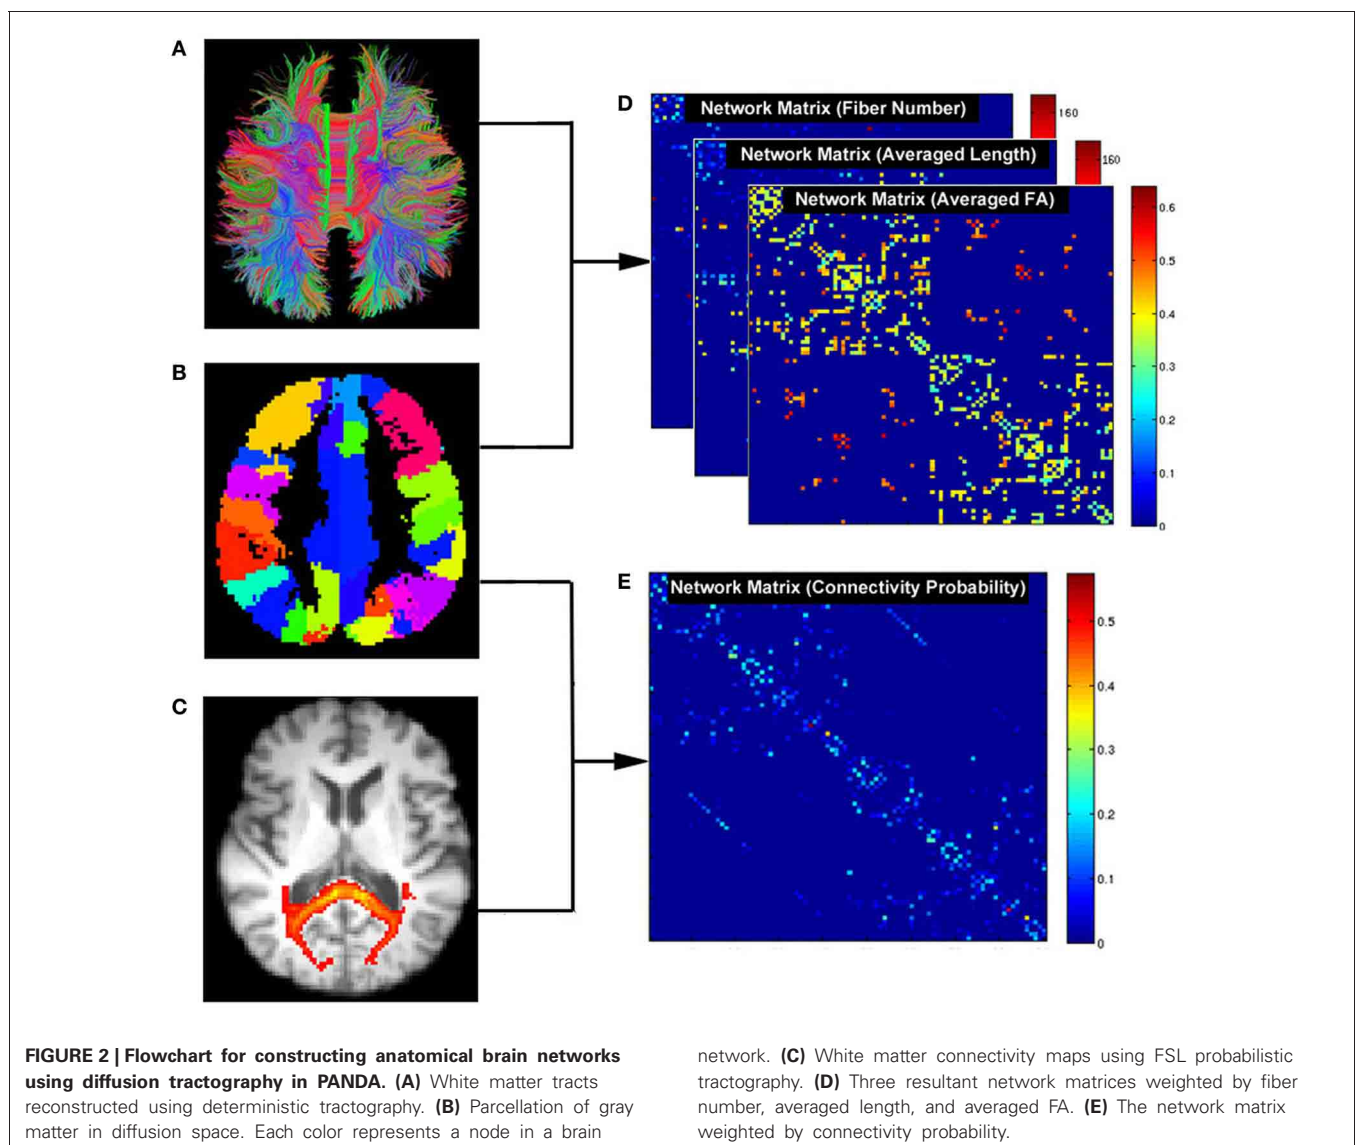 A
B
C
D
Network Matrix (Fiber Number)
160
Network Matrix (Averaged Length)
160
Network Matrix (Averaged FA)
0.6
0.5
0.4
0.3
0.2
0.1
0
E
Network Matrix (Connectivity Probability)
0.5
0.4
0.3
0.2
0.1
0
FIGURE 2 | Flowchart for constructing anatomical brain networks
using diffusion tractography in PANDA. (A) White matter tracts
reconstructed using deterministic tractography. (B) Parcellation of gray
matter in diffusion space. Each color represents a node in a brain
network. (C) White matter connectivity maps using FSL probabilistic
tractography. (D) Three resultant network matrices weighted by fiber
number, averaged length, and averaged FA. (E) The network matrix
weighted by connectivity probability.